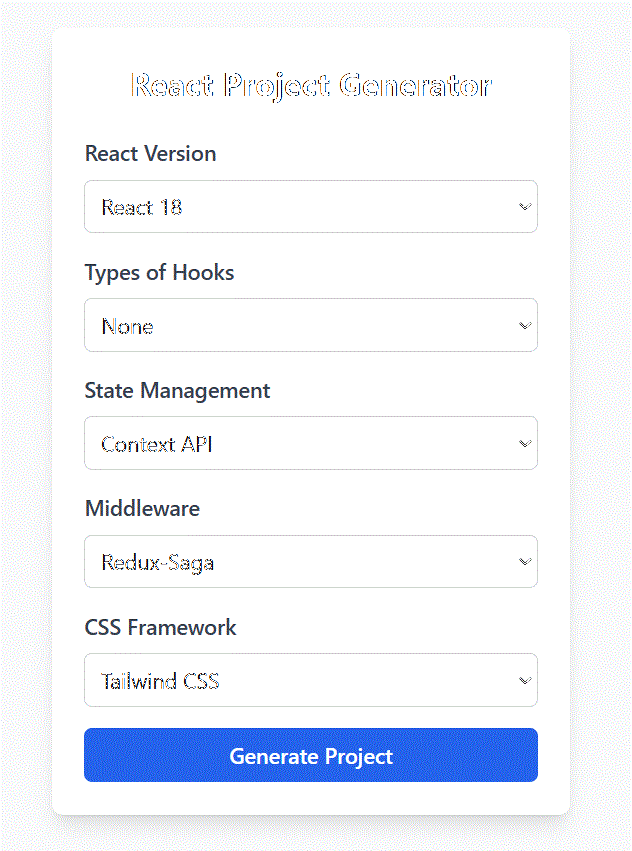 React Project Generator
React Version
React 18
Types of Hooks
None
State Management
Context API
Middleware
Redux-Saga
CSS Framework
Tailwind CSS
Generate Project